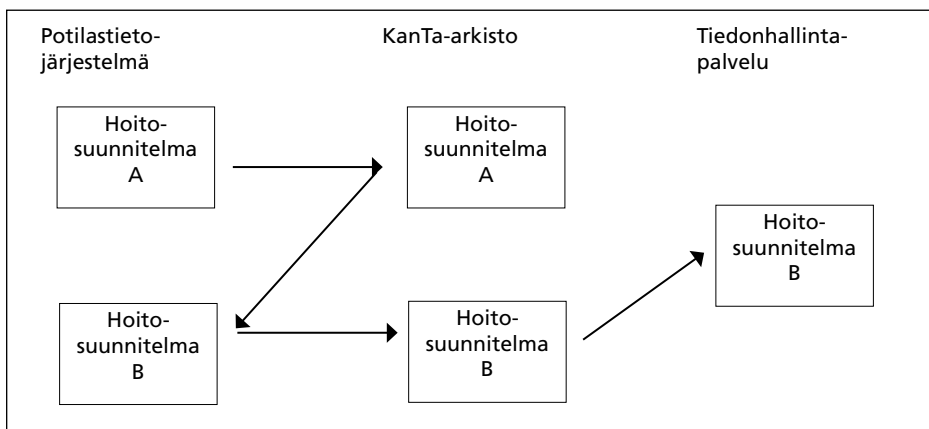 Potilastieto-
järjestelmä
KanTa-arkisto
Tiedonhallinta-
palvelu
Hoito-
suunnitelma
A
Hoito-
suunnitelma
A
Hoito-
suunnitelma
B
Hoito-
suunnitelma
B
Hoito-
suunnitelma
B